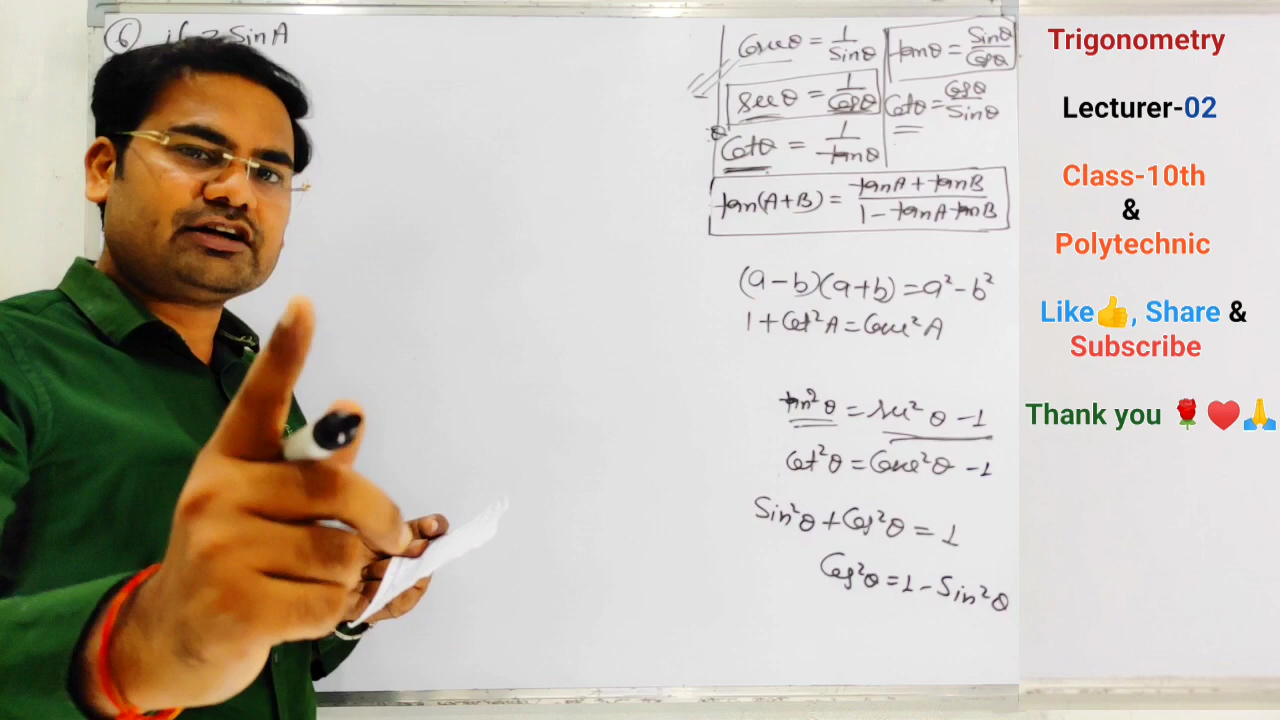 6 if = Sin A
Cosecθ = 1/Sinθ
tanθ = Sinθ/Cosθ
secθ = 1/Cosθ
Cotθ = Cosθ/Sinθ
θ
Cotθ = 1/tanθ
tan(A+B) = tanA + tanB/1 - tanA tanB
(a-b)(a+b) = a²-b²
1+Cot²A = Cosec²A
tan²θ = sec²θ -1
Cot²θ = Cosec²θ -1
Sin²θ + Cos²θ = 1
Cos²θ = 1 - Sin²θ
Trigonometry
Lecturer-02
Class-10th
&
Polytechnic
Like👍, Share &
Subscribe
Thank you 🌹❤️🙏